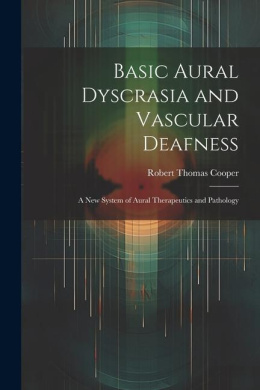 Basic Aural
Dyscrasia and
Vascular
Deafness
Robert Thomas Cooper
A New System of Aural Therapeutics and Pathology